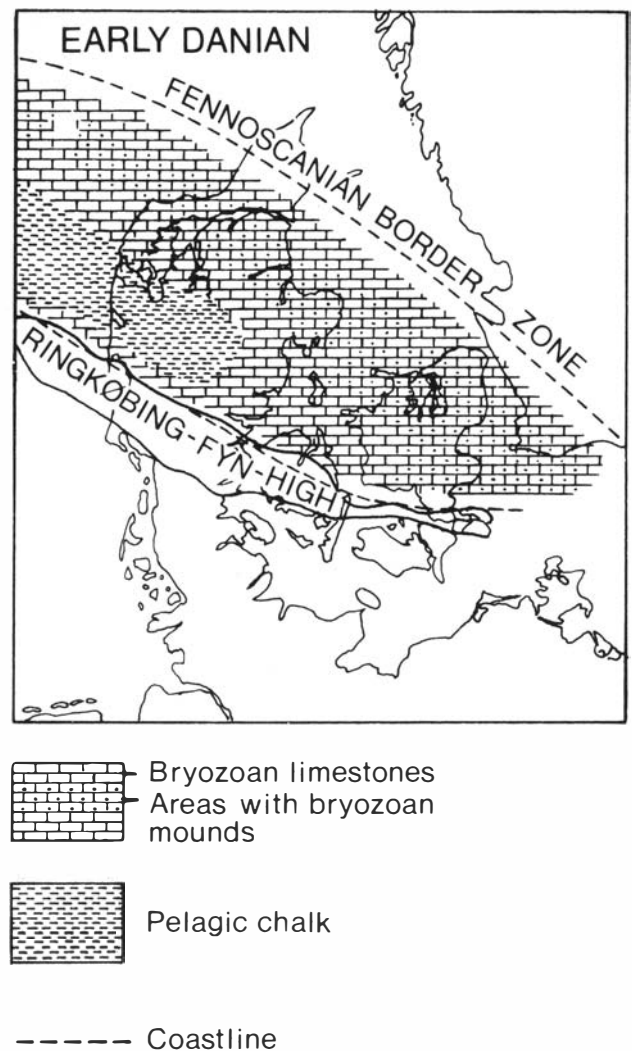 EARLY DANIAN
FENNOSCANIAN BORDER ZONE
RINGKØBING-FYN-HIGH
Bryozoan limestones
Areas with bryozoan
mounds
Pelagic chalk
Coastline